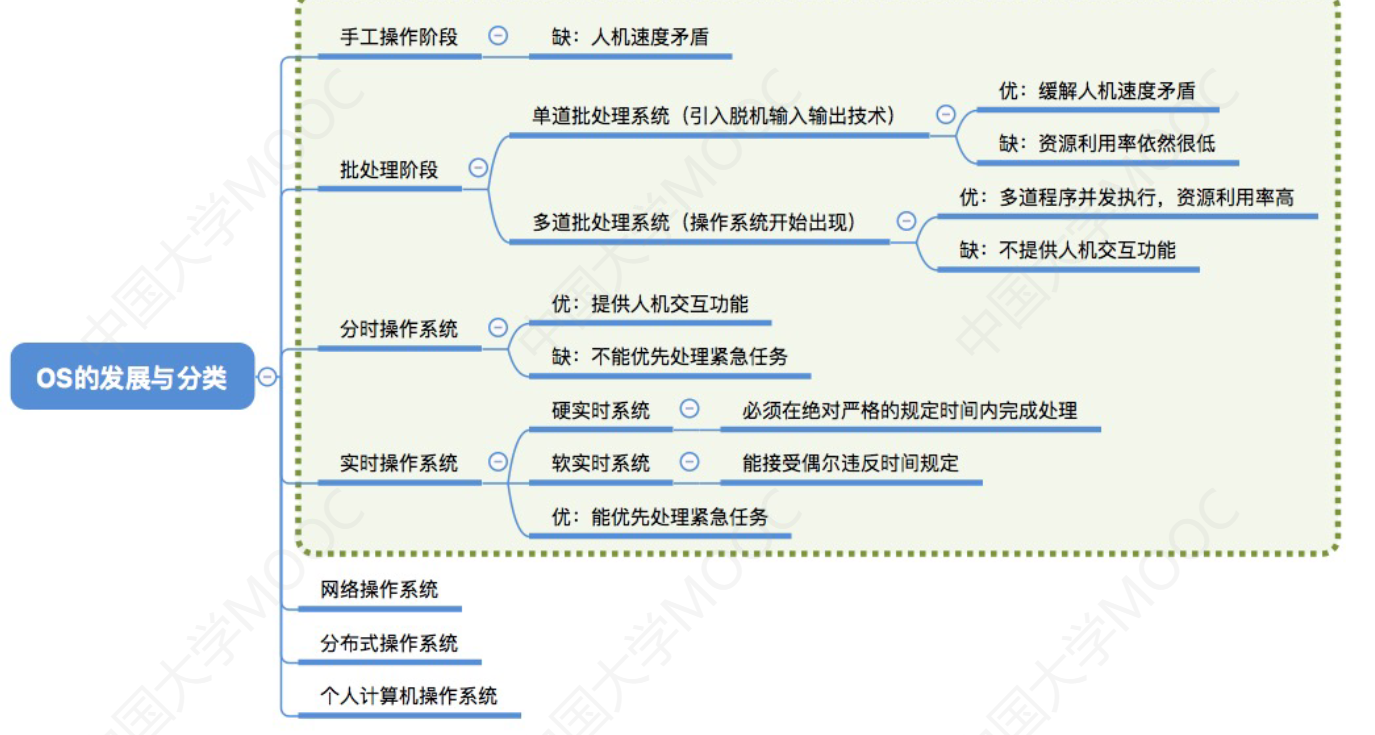 手工操作阶段
缺：人机速度矛盾
批处理阶段
单道批处理系统（引入脱机输入输出技术）
优：缓解人机速度矛盾
缺：资源利用率依然很低
多道批处理系统（操作系统开始出现）
优：多道程序并发执行，资源利用率高
缺：不提供人机交互功能
分时操作系统
优：提供人机交互功能
缺：不能优先处理紧急任务
OS的发展与分类
实时操作系统
硬实时系统
必须在绝对严格的规定时间内完成处理
软实时系统
能接受偶尔违反时间规定
优：能优先处理紧急任务
网络操作系统
分布式操作系统
个人计算机操作系统
中国大学MOOC
中国大学MOOC
中国大学MOOC
中国大学MOOC
中国大学MOOC
中国大学MOOC